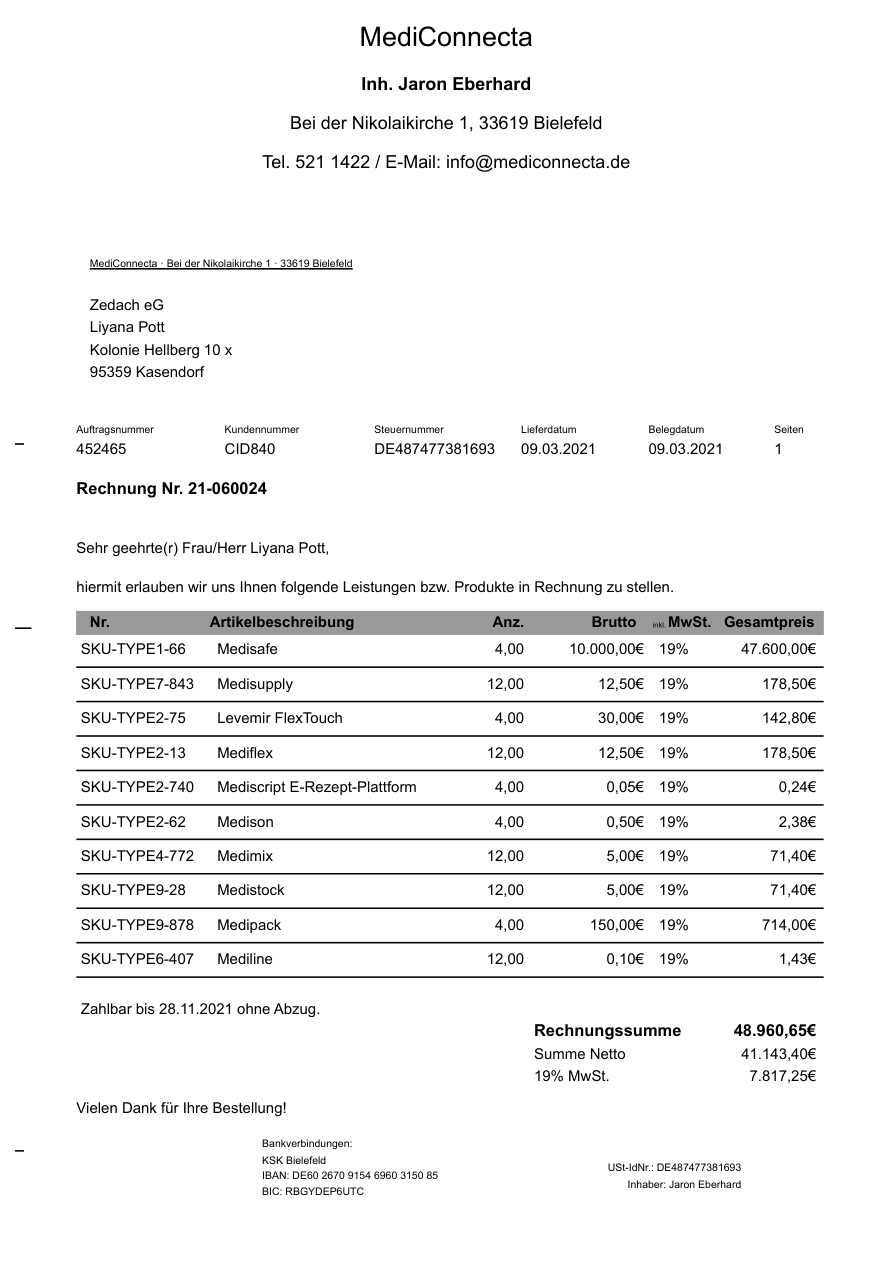 MediConnecta
Inh. Jaron Eberhard
Bei der Nikolaikirche 1, 33619 Bielefeld
Tel. 521 1422 / E-Mail: info@mediconnecta.de
MediConnecta · Bei der Nikolaikirche 1 · 33619 Bielefeld
Zedach eG
Liyana Pott
Kolonie Hellberg 10 x
95359 Kasendorf
Auftragsnummer Kundennummer Steuernummer Lieferdatum Belegdatum Seiten
452465 CID840 DE487477381693 09.03.2021 09.03.2021 1
Rechnung Nr. 21-060024
Sehr geehrte(r) Frau/Herr Liyana Pott,
hiermit erlauben wir uns Ihnen folgende Leistungen bzw. Produkte in Rechnung zu stellen.
Nr. Artikelbeschreibung Anz. Brutto inkl. MwSt. Gesamtpreis
SKU-TYPE1-66 Medisafe 4,00 10.000,00€ 19% 47.600,00€
SKU-TYPE7-843 Medisupply 12,00 12,50€ 19% 178,50€
SKU-TYPE2-75 Levemir FlexTouch 4,00 30,00€ 19% 142,80€
SKU-TYPE2-13 Mediflex 12,00 12,50€ 19% 178,50€
SKU-TYPE2-740 Mediscript E-Rezept-Plattform 4,00 0,05€ 19% 0,24€
SKU-TYPE2-62 Medison 4,00 0,50€ 19% 2,38€
SKU-TYPE4-772 Medimix 12,00 5,00€ 19% 71,40€
SKU-TYPE9-28 Medistock 12,00 5,00€ 19% 71,40€
SKU-TYPE9-878 Medipack 4,00 150,00€ 19% 714,00€
SKU-TYPE6-407 Mediline 12,00 0,10€ 19% 1,43€
Zahlbar bis 28.11.2021 ohne Abzug.
Rechnungssumme 48.960,65€
Summe Netto 41.143,40€
19% MwSt. 7.817,25€
Vielen Dank für Ihre Bestellung!
Bankverbindungen:
KSK Bielefeld
IBAN: DE60 2670 9154 6960 3150 85
BIC: RBGYDEP6UTC
USt-IdNr.: DE487477381693
Inhaber: Jaron Eberhard